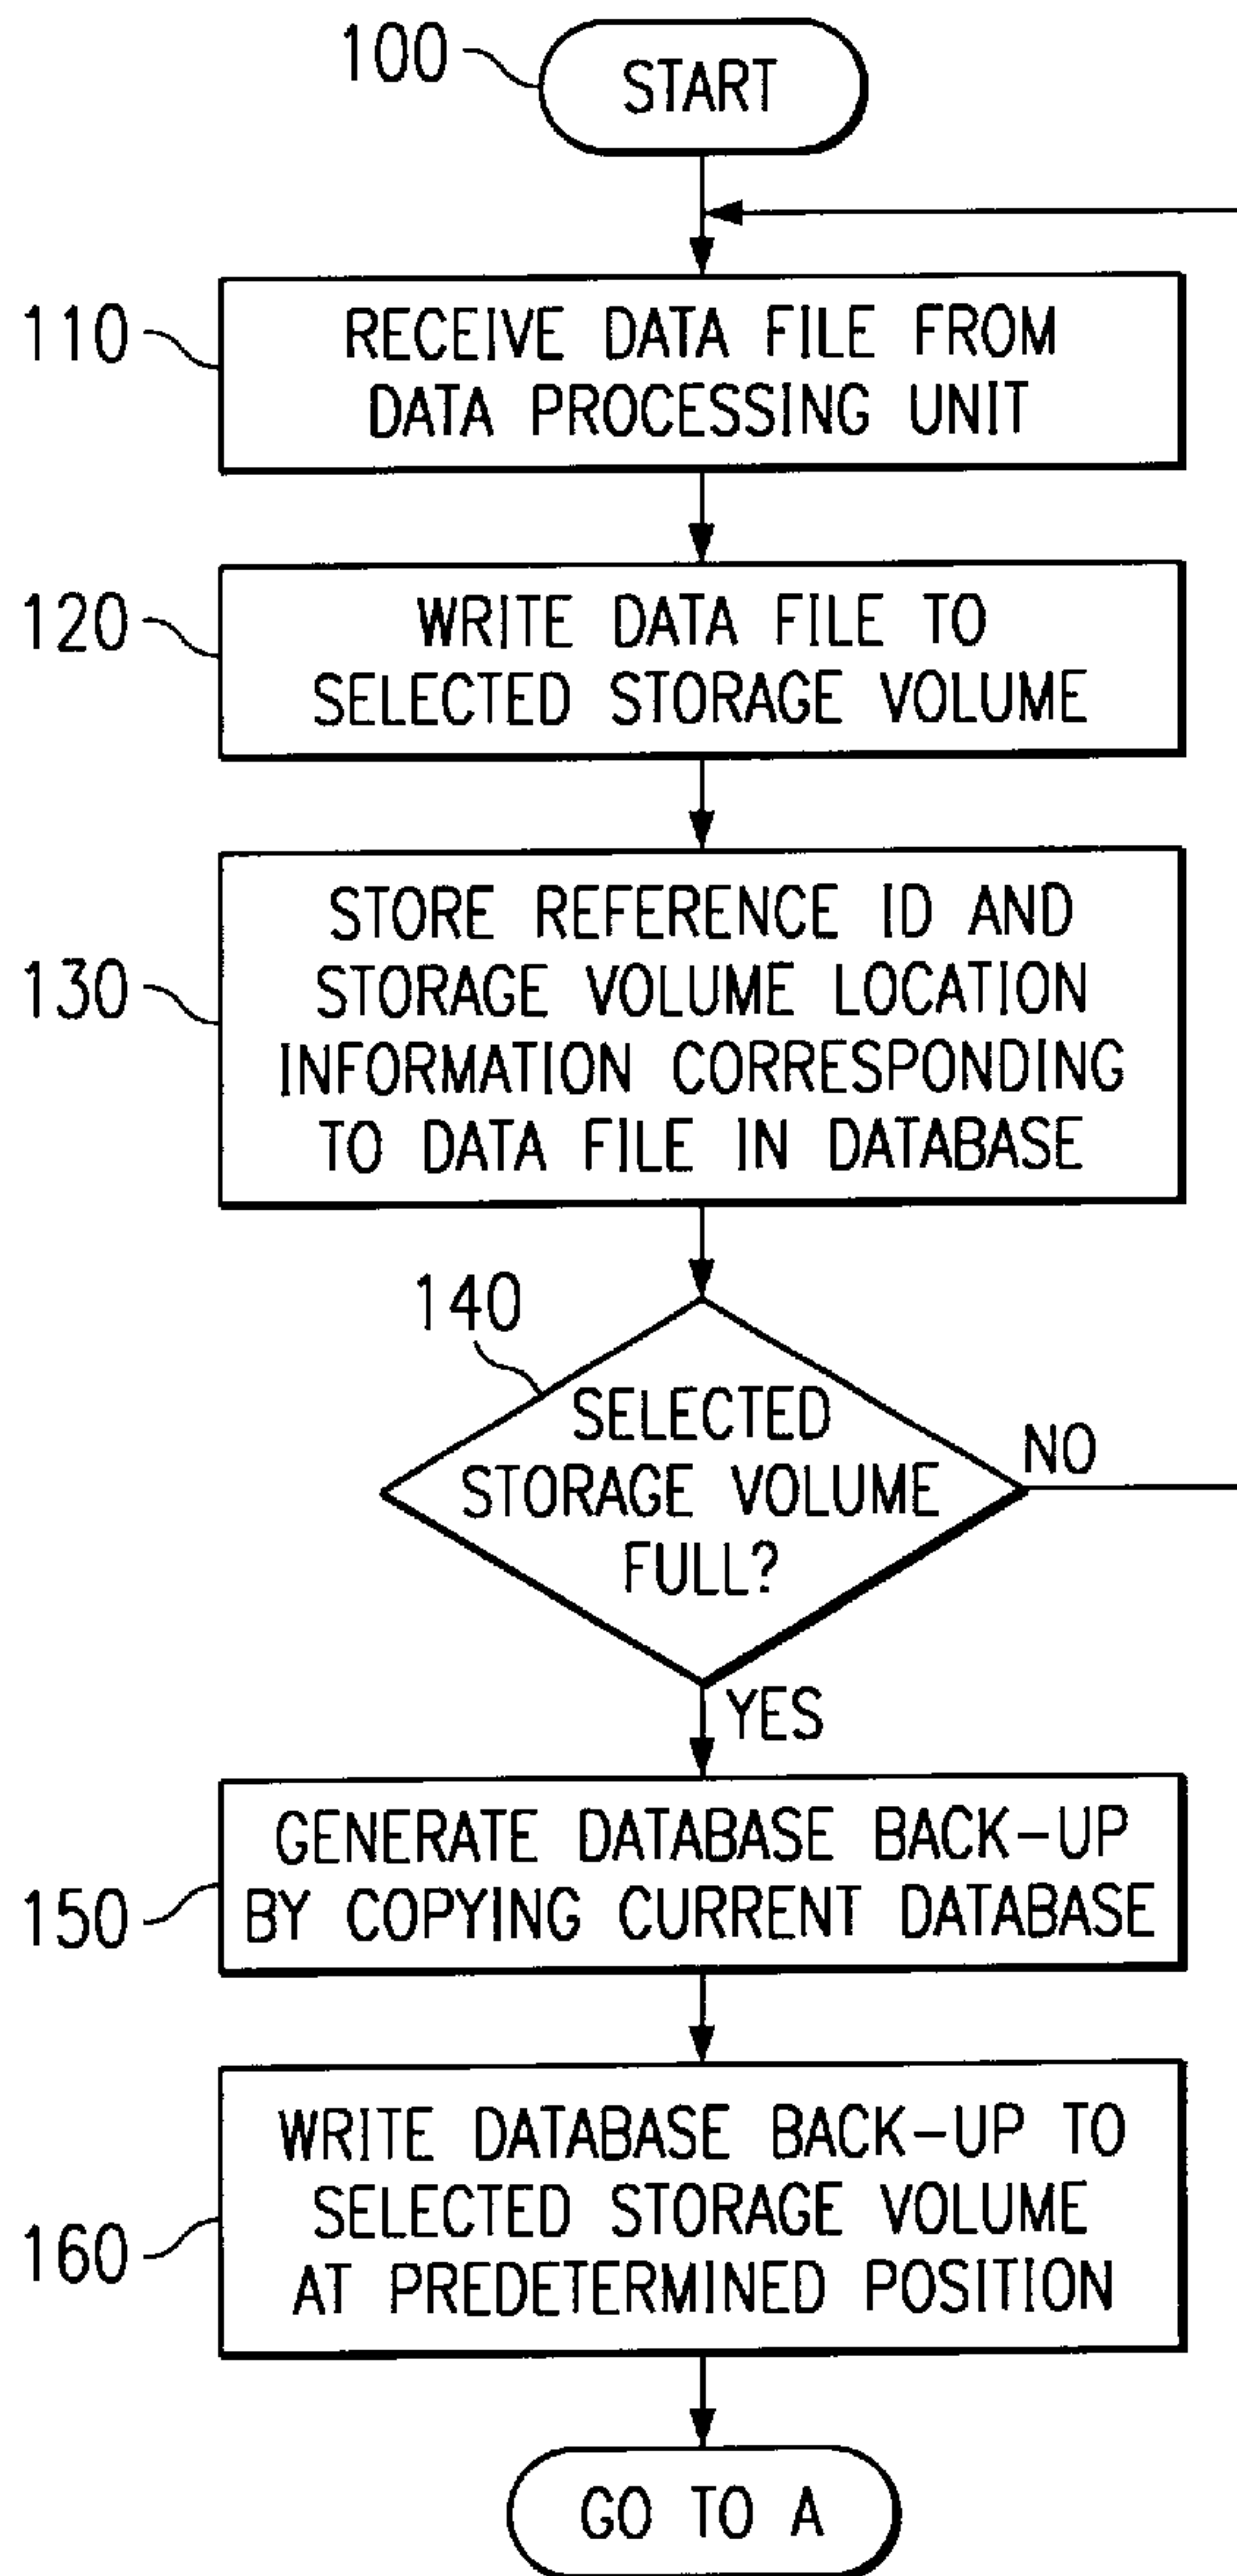 100
START
110
RECEIVE DATA FILE FROM
DATA PROCESSING UNIT
120
WRITE DATA FILE TO
SELECTED STORAGE VOLUME
130
STORE REFERENCE ID AND
STORAGE VOLUME LOCATION
INFORMATION CORRESPONDING
TO DATA FILE IN DATABASE
140
SELECTED
STORAGE VOLUME
FULL?
NO
YES
150
GENERATE DATABASE BACK-UP
BY COPYING CURRENT DATABASE
160
WRITE DATABASE BACK-UP TO
SELECTED STORAGE VOLUME
AT PREDETERMINED POSITION
GO TO A